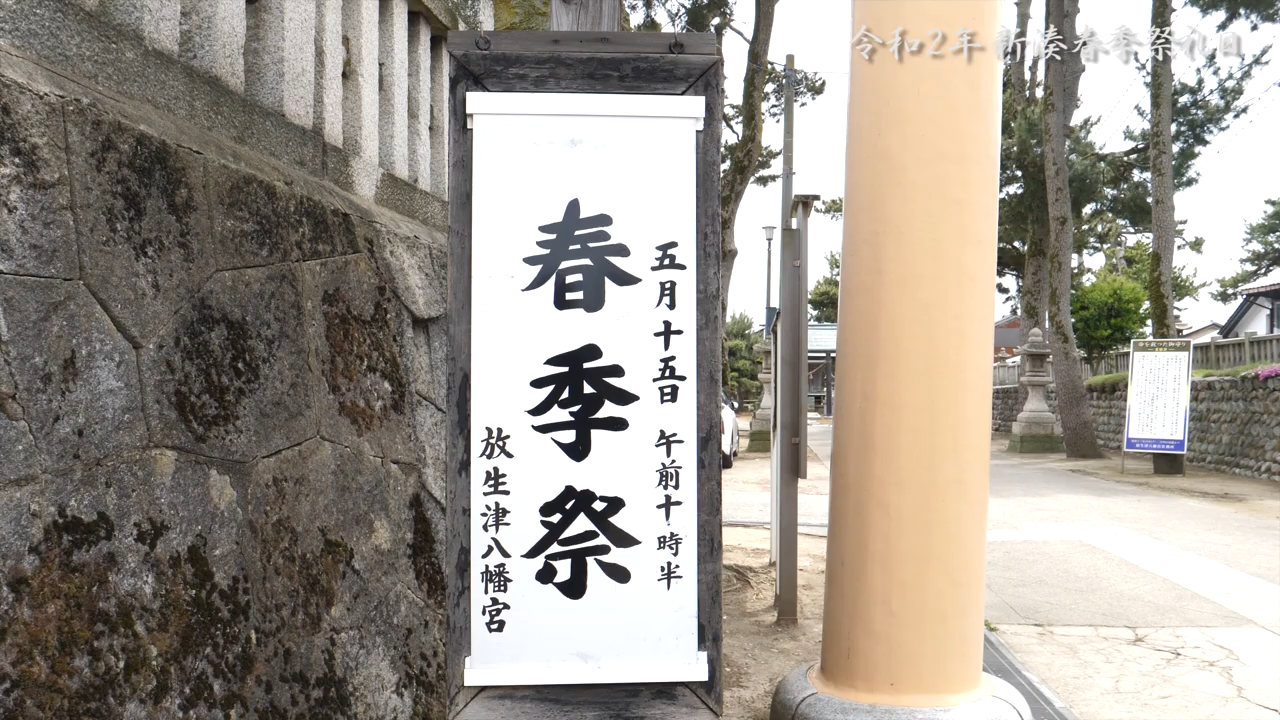 令和2年 新湊春季祭礼日
五月十五日 午前十時半
春季祭
放生津八幡宮